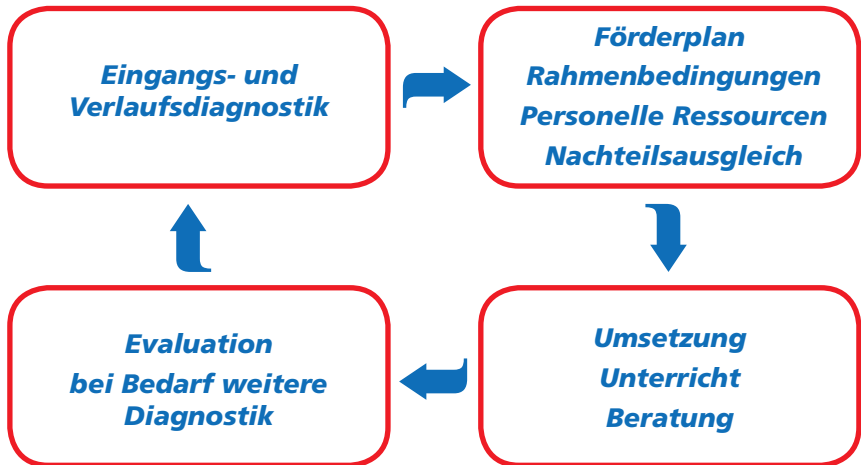 Eingangs- und
Verlaufsdiagnostik
Förderplan
Rahmenbedingungen
Personelle Ressourcen
Nachteilsausgleich
Umsetzung
Unterricht
Beratung
Evaluation
bei Bedarf weitere
Diagnostik